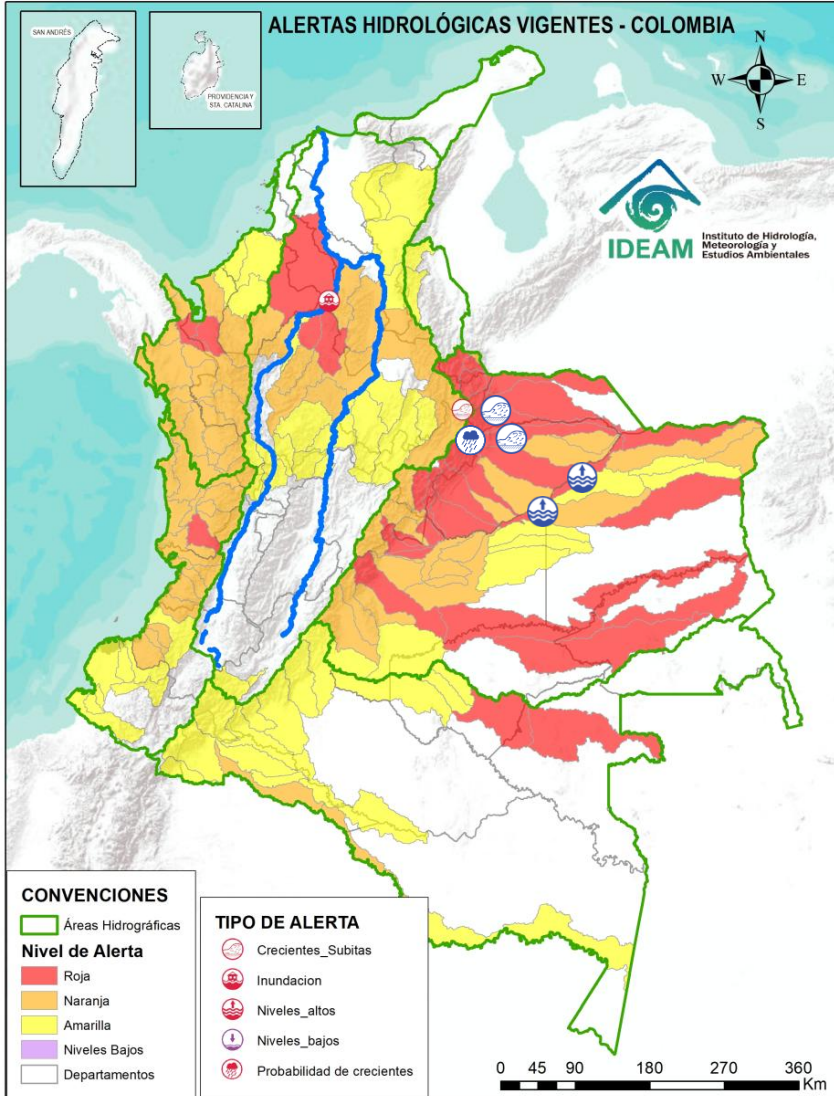 ALERTAS HIDROLÓGICAS VIGENTES - COLOMBIA
SAN ANDRÉS
PROVIDENCIA Y
STA. CATALINA
N
W
E
S
IDEAM
Instituto de Hidrología,
Meteorología y
Estudios Ambientales
CONVENCIONES
Áreas Hidrográficas
Nivel de Alerta
Roja
Naranja
Amarilla
Niveles Bajos
Departamentos
TIPO DE ALERTA
Crecientes_Subitas
Inundacion
Niveles_altos
Niveles_bajos
Probabilidad de crecientes
0 45 90 180 270 360
Km